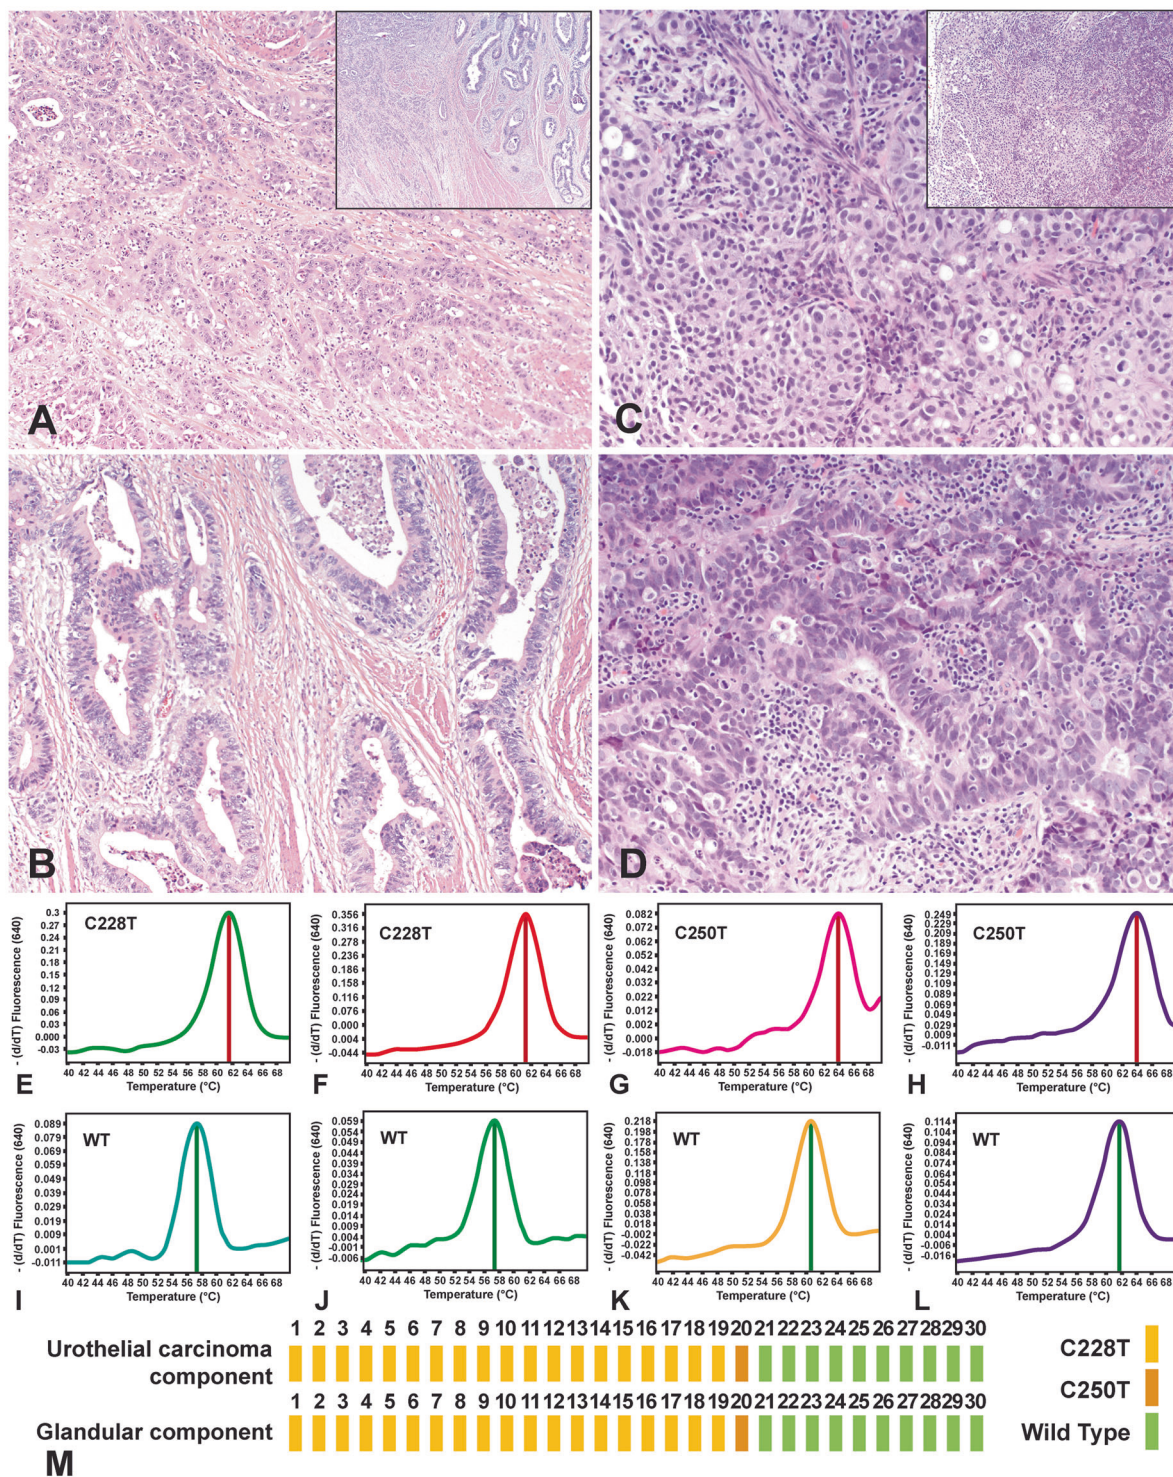 A
C
B
D
C228T
- (d/dT) Fluorescence (640)
0.3
0.27
0.21
0.18
0.15
0.12
0.09
0.06
0.03
0.00
-0.03
40 42 44 46 48 50 52 54 56 58 60 62 64 66 68
Temperature (°C)
E
C228T
- (d/dT) Fluorescence (640)
0.356
0.316
0.278
0.236
0.198
0.158
0.116
0.076
0.000
0.004
-0.044
40 42 44 46 48 50 52 54 56 58 60 62 64 66 68
Temperature (°C)
F
C250T
- (d/dT) Fluorescence (640)
0.082
0.072
0.062
0.052
0.042
0.032
0.022
0.012
0.002
-0.008
-0.018
40 42 44 46 48 50 52 54 56 58 60 62 64 66 68
Temperature (°C)
G
C250T
- (d/dT) Fluorescence (640)
0.249
0.229
0.209
0.189
0.169
0.149
0.129
0.109
0.089
0.069
0.049
0.029
0.009
-0.011
40 42 44 46 48 50 52 54 56 58 60 62 64 66 68
Temperature (°C)
H
WT
- (d/dT) Fluorescence (640)
0.089
0.079
0.069
0.059
0.049
0.039
0.029
0.019
0.009
0.001
-0.011
40 42 44 46 48 50 52 54 56 58 60 62 64 66 68
Temperature (°C)
I
WT
- (d/dT) Fluorescence (640)
0.059
0.054
0.049
0.044
0.039
0.034
0.029
0.024
0.019
0.014
0.009
0.004
-0.001
-0.006
40 42 44 46 48 50 52 54 56 58 60 62 64 66 68
Temperature (°C)
J
WT
- (d/dT) Fluorescence (640)
0.218
0.198
0.178
0.158
0.138
0.118
0.098
0.078
0.058
0.038
0.018
-0.002
-0.022
-0.042
40 42 44 46 48 50 52 54 56 58 60 62 64 66 68
Temperature (°C)
K
WT
- (d/dT) Fluorescence (640)
0.114
0.104
0.094
0.084
0.074
0.064
0.054
0.044
0.034
0.024
0.014
0.004
-0.006
-0.016
40 42 44 46 48 50 52 54 56 58 60 62 64 66 68
Temperature (°C)
L
1 2 3 4 5 6 7 8 9 10 11 12 13 14 15 16 17 18 19 20 21 22 23 24 25 26 27 28 29 30
Urothelial carcinoma
component
1 2 3 4 5 6 7 8 9 10 11 12 13 14 15 16 17 18 19 20 21 22 23 24 25 26 27 28 29 30
Glandular component
C228T
C250T
Wild Type
M